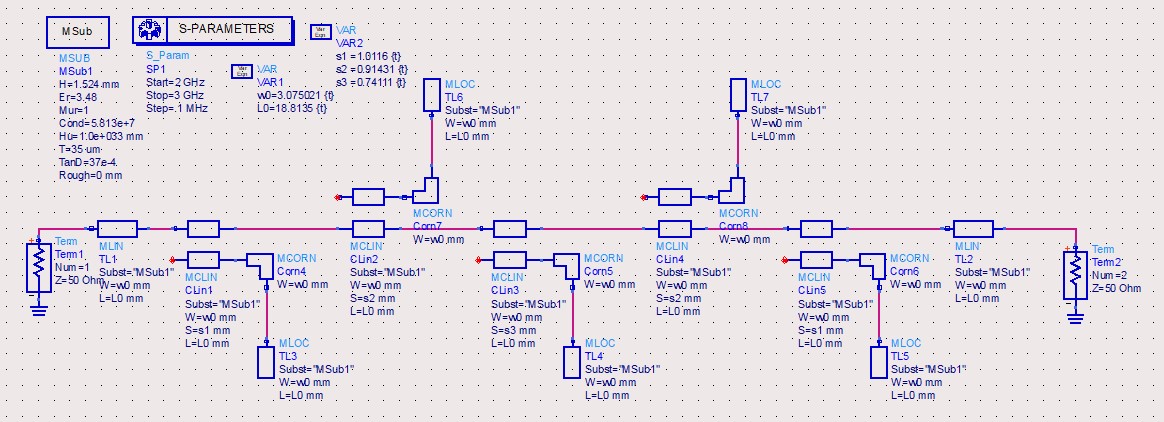 MSub
MSUB
MSub1
H=1.524 mm
Er=3.48
Mur=1
Cond=5.813e+7
Hu=1.0e+033 mm
T=35 um
TanD=37e-4
Rough=0 mm
S-PARAMETERS
S_Param
SP1
Start=2 GHz
Stop=3 GHz
Step=.1 MHz
Var
Eqn
VAR
VAR1
w0=3.075021 {t}
L0=18.8135 {t}
Var
Eqn
VAR
VAR2
s1 =1.0116 {t}
s2 =0.91431 {t}
s3 =0.74111 {t}
MLOC
TL6
Subst="MSub1"
W=w0 mm
L=L0 mm
MLOC
TL7
Subst="MSub1"
W=w0 mm
L=L0 mm
MCORN
Corn7
W=w0 mm
MCORN
Corn8
W=w0 mm
Term
Term1
Num=1
Z=50 Ohm
MLIN
TL1
Subst="MSub1"
W=w0 mm
L=L0 mm
MCLIN
CLin1
Subst="MSub1"
W=w0 mm
S=s1 mm
L=L0 mm
MCORN
Corn4
W=w0 mm
MCLIN
CLin2
Subst="MSub1"
W=w0 mm
S=s2 mm
L=L0 mm
MCLIN
CLin3
Subst="MSub1"
W=w0 mm
S=s3 mm
L=L0 mm
MCORN
Corn5
W=w0 mm
MCLIN
CLin4
Subst="MSub1"
W=w0 mm
S=s2 mm
L=L0 mm
MCLIN
CLin5
Subst="MSub1"
W=w0 mm
S=s1 mm
L=L0 mm
MCORN
Corn6
W=w0 mm
MLIN
TL2
Subst="MSub1"
W=w0 mm
L=L0 mm
Term
Term2
Num=2
Z=50 Ohm
MLOC
TL3
Subst="MSub1"
W=w0 mm
L=L0 mm
MLOC
TL4
Subst="MSub1"
W=w0 mm
L=L0 mm
MLOC
TL5
Subst="MSub1"
W=w0 mm
L=L0 mm